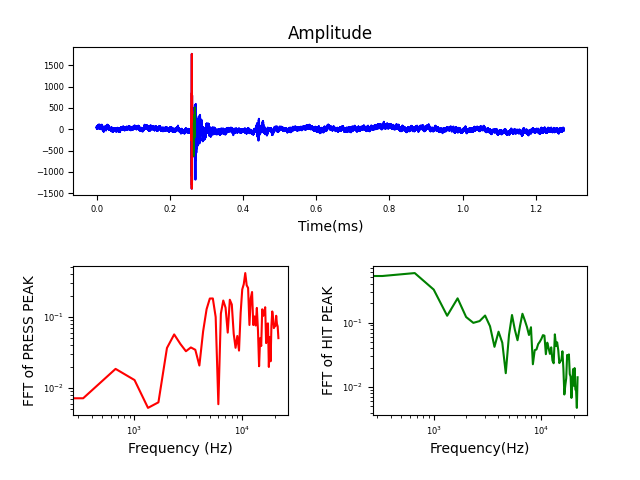 Amplitude
1500
1000
500
0
−500
−1000
−1500
0.0 0.2 0.4 0.6 0.8 1.0 1.2
Time(ms)
FFT of PRESS PEAK
10⁻¹
10⁻²
10³ 10⁴
Frequency (Hz)
FFT of HIT PEAK
10⁻¹
10⁻²
10³ 10⁴
Frequency(Hz)